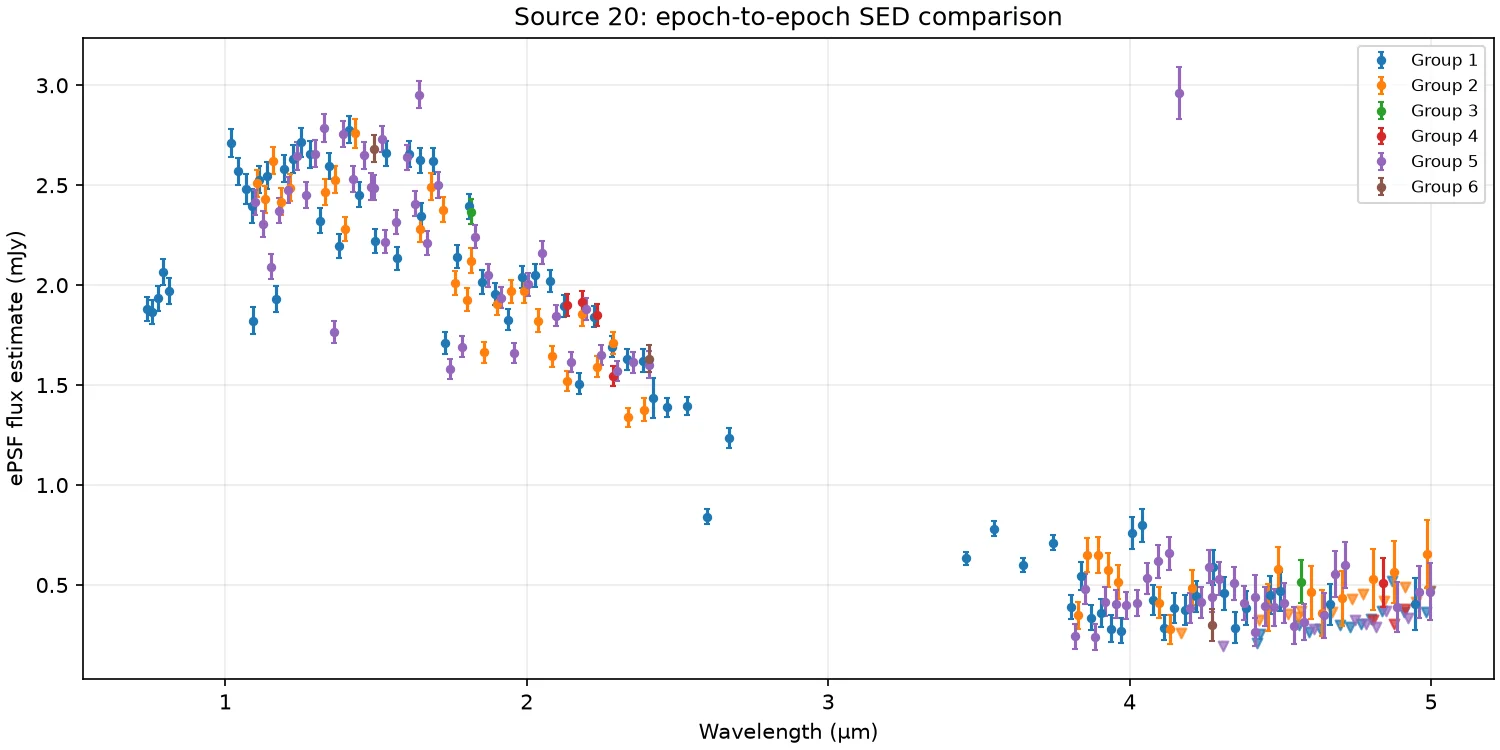 Source 20: epoch-to-epoch SED comparison
ePSF flux estimate (mJy)
3.0
2.5
2.0
1.5
1.0
0.5
Group 1
Group 2
Group 3
Group 4
Group 5
Group 6
1 2 3 4 5
Wavelength (µm)